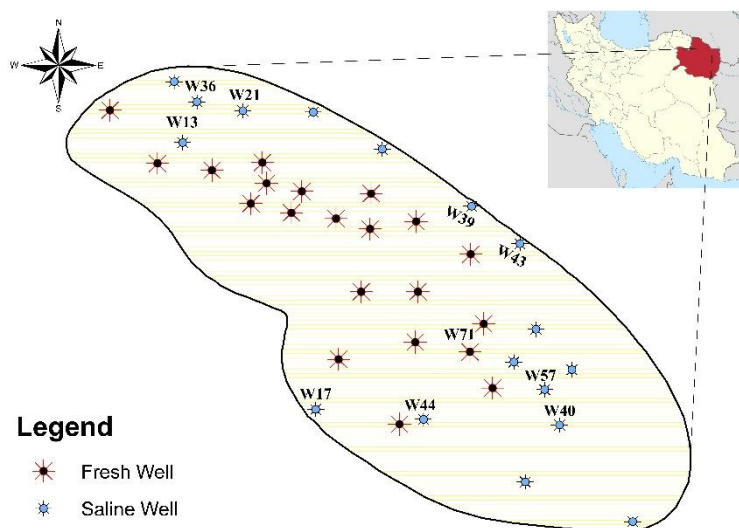 N
W
E
S
W36
W21
W13
W39
W43
W71
W57
W17
W44
W40
Legend
Fresh Well
Saline Well